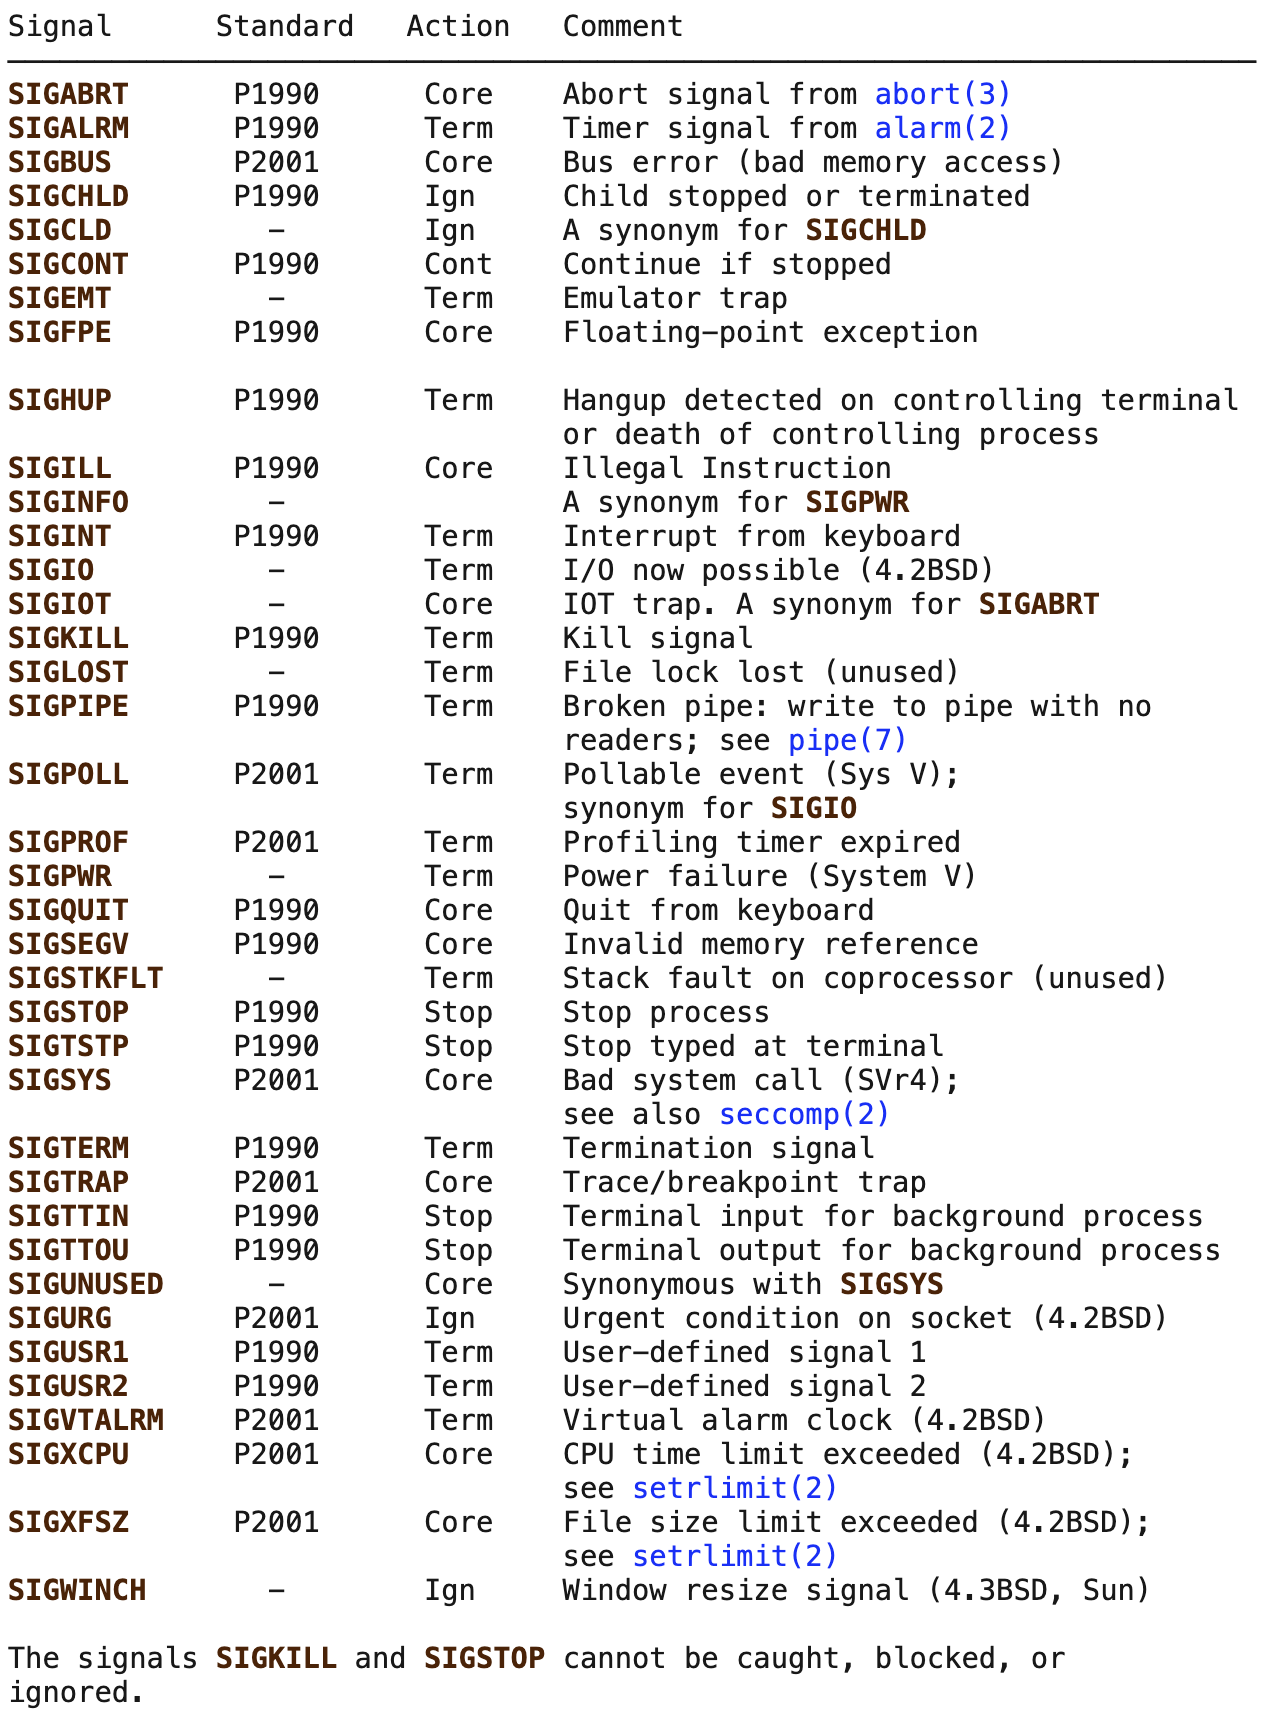 Signal Standard Action Comment
SIGABRT P1990 Core Abort signal from abort(3)
SIGALRM P1990 Term Timer signal from alarm(2)
SIGBUS P2001 Core Bus error (bad memory access)
SIGCHLD P1990 Ign Child stopped or terminated
SIGCLD – Ign A synonym for SIGCHLD
SIGCONT P1990 Cont Continue if stopped
SIGEMT – Term Emulator trap
SIGFPE P1990 Core Floating–point exception
SIGHUP P1990 Term Hangup detected on controlling terminal
or death of controlling process
SIGILL P1990 Core Illegal Instruction
SIGINFO – A synonym for SIGPWR
SIGINT P1990 Term Interrupt from keyboard
SIGIO – Term I/O now possible (4.2BSD)
SIGIOT – Core IOT trap. A synonym for SIGABRT
SIGKILL P1990 Term Kill signal
SIGLOST – Term File lock lost (unused)
SIGPIPE P1990 Term Broken pipe: write to pipe with no
readers; see pipe(7)
SIGPOLL P2001 Term Pollable event (Sys V);
synonym for SIGIO
SIGPROF P2001 Term Profiling timer expired
SIGPWR – Term Power failure (System V)
SIGQUIT P1990 Core Quit from keyboard
SIGSEGV P1990 Core Invalid memory reference
SIGSTKFLT – Term Stack fault on coprocessor (unused)
SIGSTOP P1990 Stop Stop process
SIGTSTP P1990 Stop Stop typed at terminal
SIGSYS P2001 Core Bad system call (SVr4);
see also seccomp(2)
SIGTERM P1990 Term Termination signal
SIGTRAP P2001 Core Trace/breakpoint trap
SIGTTIN P1990 Stop Terminal input for background process
SIGTTOU P1990 Stop Terminal output for background process
SIGUNUSED – Core Synonymous with SIGSYS
SIGURG P2001 Ign Urgent condition on socket (4.2BSD)
SIGUSR1 P1990 Term User–defined signal 1
SIGUSR2 P1990 Term User–defined signal 2
SIGVTALRM P2001 Term Virtual alarm clock (4.2BSD)
SIGXCPU P2001 Core CPU time limit exceeded (4.2BSD);
see setrlimit(2)
SIGXFSZ P2001 Core File size limit exceeded (4.2BSD);
see setrlimit(2)
SIGWINCH – Ign Window resize signal (4.3BSD, Sun)
The signals SIGKILL and SIGSTOP cannot be caught, blocked, or
ignored.